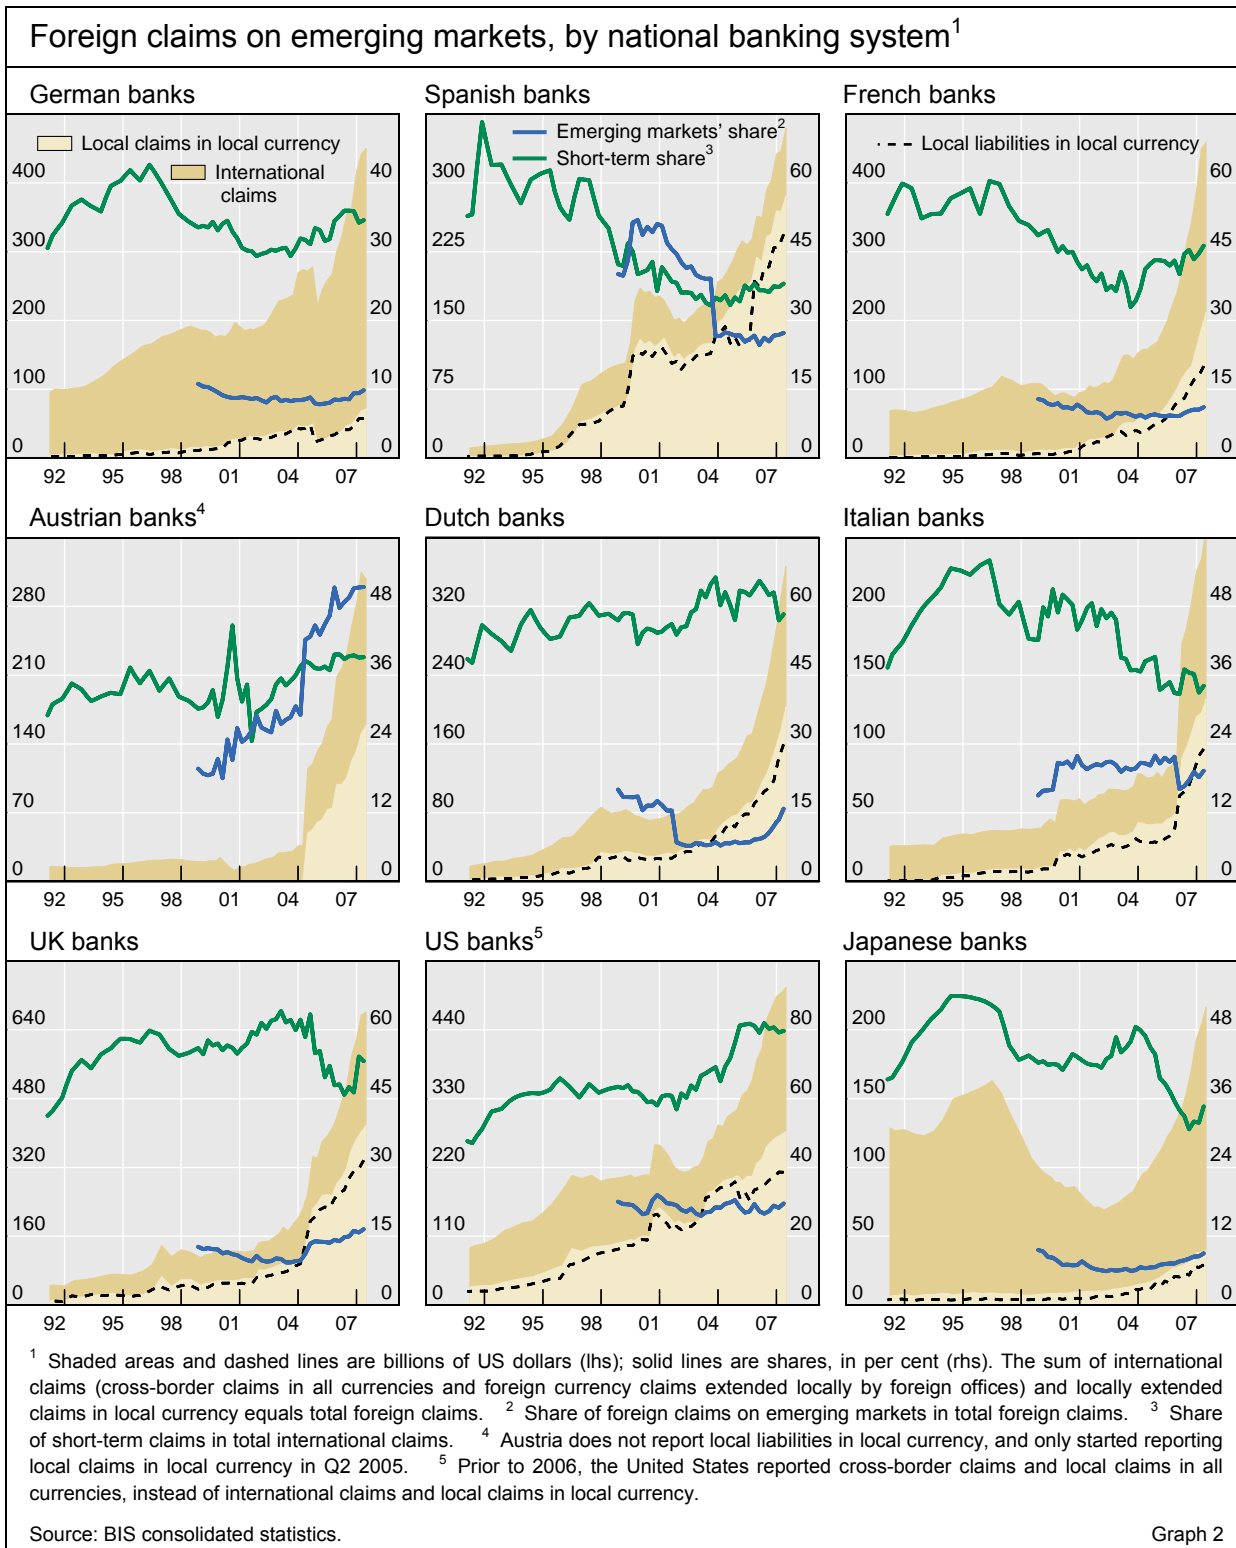 Foreign claims on emerging markets, by national banking system1
German banks
Spanish banks
French banks
Local claims in local currency
International
claims
Emerging markets' share2
Short-term share3
Local liabilities in local currency
400
300
200
100
0
40
30
20
10
0
92 95 98 01 04 07
300
225
150
75
0
60
45
30
15
0
92 95 98 01 04 07
400
300
200
100
0
60
45
30
15
0
92 95 98 01 04 07
Austrian banks4
Dutch banks
Italian banks
280
210
140
70
0
48
36
24
12
0
92 95 98 01 04 07
320
240
160
80
0
60
45
30
15
0
92 95 98 01 04 07
200
150
100
50
0
48
36
24
12
0
92 95 98 01 04 07
UK banks
US banks5
Japanese banks
640
480
320
160
0
60
45
30
15
0
92 95 98 01 04 07
440
330
220
110
0
80
60
40
20
0
92 95 98 01 04 07
200
150
100
50
0
48
36
24
12
0
92 95 98 01 04 07
1 Shaded areas and dashed lines are billions of US dollars (lhs); solid lines are shares, in per cent (rhs). The sum of international
claims (cross-border claims in all currencies and foreign currency claims extended locally by foreign offices) and locally extended
claims in local currency equals total foreign claims. 2 Share of foreign claims on emerging markets in total foreign claims. 3 Share
of short-term claims in total international claims. 4 Austria does not report local liabilities in local currency, and only started reporting
local claims in local currency in Q2 2005. 5 Prior to 2006, the United States reported cross-border claims and local claims in all
currencies, instead of international claims and local claims in local currency.
Source: BIS consolidated statistics.
Graph 2